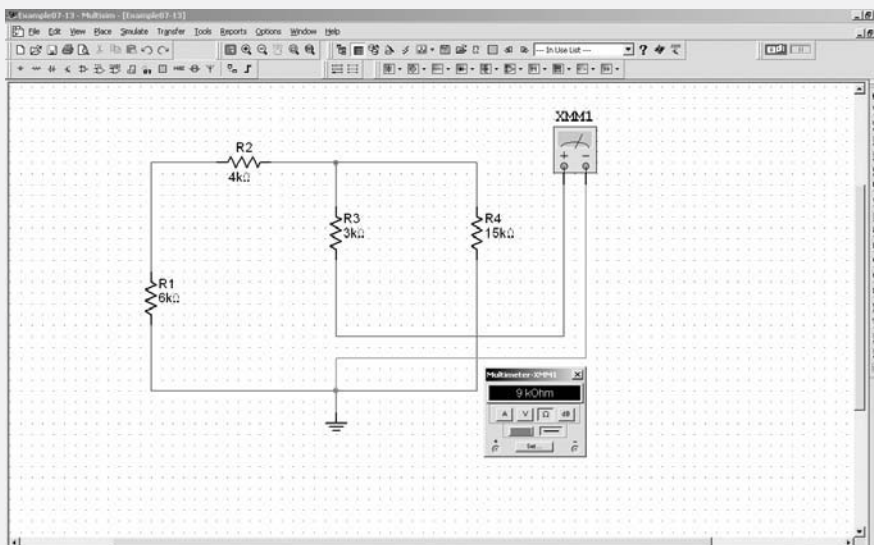 Example07-13 - Multisim - [Example07-13]
File Edit View Place Simulate Transfer Tools Reports Options Window Help
--- In Use List ---
XMM1
R2
4kΩ
R3
3kΩ
R4
15kΩ
R1
6kΩ
Multimeter-XMM1
9 kOhm
A V Ω dB
Set...